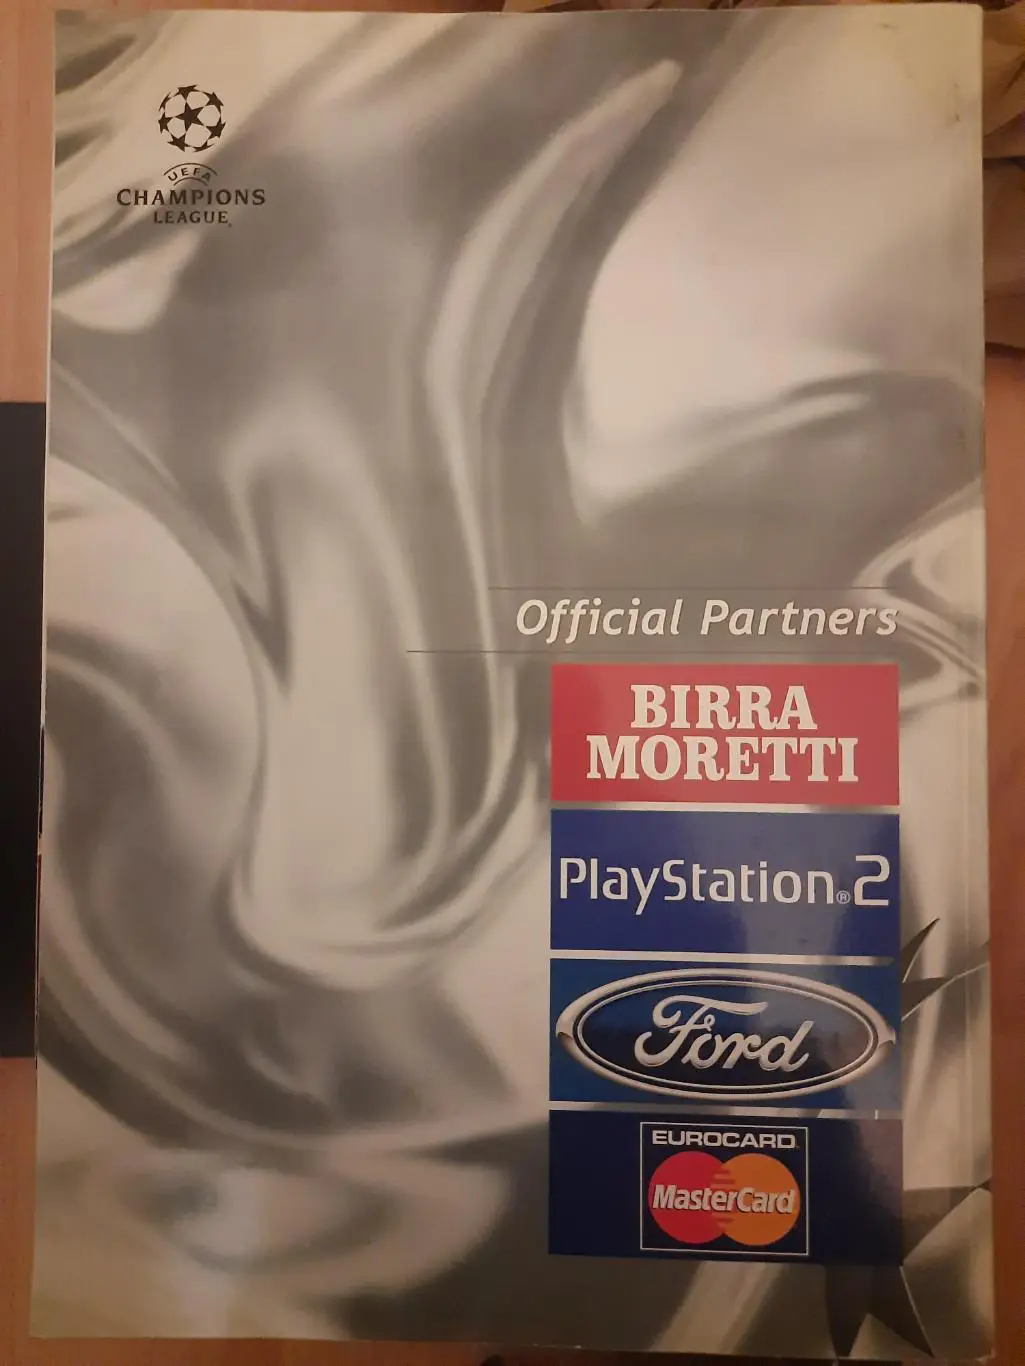 UEFA
CHAMPIONS
LEAGUE
Official Partners
BIRRA
MORETTI
PlayStation®2
Ford
EUROCARD
MasterCard